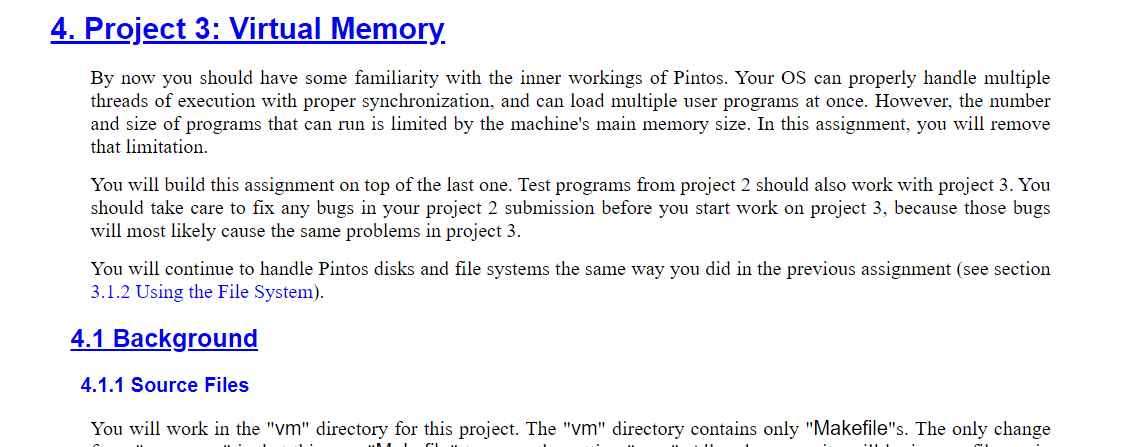 4. Project 3: Virtual Memory
By now you should have some familiarity with the inner workings of Pintos. Your OS can properly handle multiple
threads of execution with proper synchronization, and can load multiple user programs at once. However, the number
and size of programs that can run is limited by the machine's main memory size. In this assignment, you will remove
that limitation.
You will build this assignment on top of the last one. Test programs from project 2 should also work with project 3. You
should take care to fix any bugs in your project 2 submission before you start work on project 3, because those bugs
will most likely cause the same problems in project 3.
You will continue to handle Pintos disks and file systems the same way you did in the previous assignment (see section
3.1.2 Using the File System).
4.1 Background
4.1.1 Source Files
You will work in the "vm" directory for this project. The "vm" directory contains only "Makefile"s. The only change